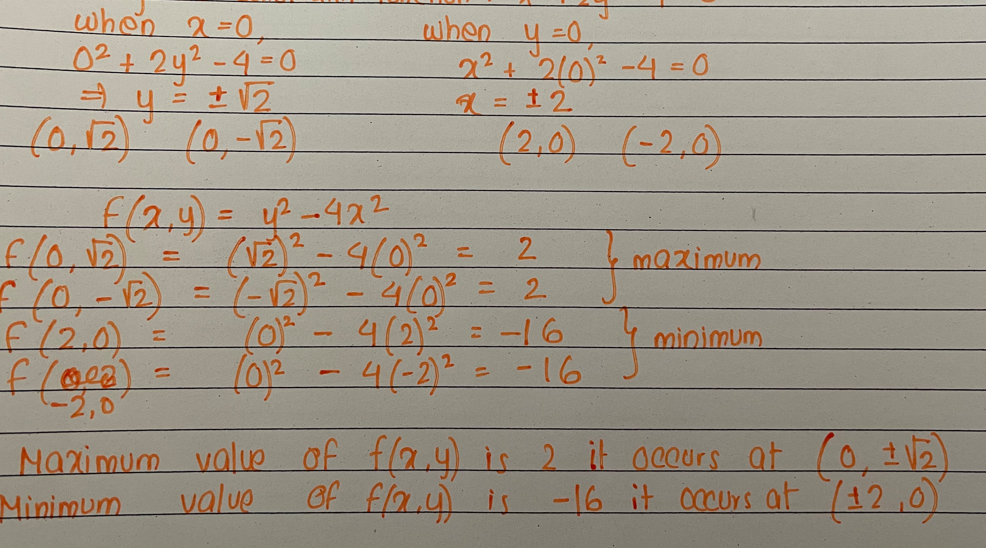 when x=0,
when y=0,
0² + 2y² - 4 = 0
x² + 2(0)² - 4 = 0
⇒ y = ±√2
x = ±2
(0,√2) (0,-√2)
(2,0) (-2,0)
f(x,y) = y² - 4x²
f(0,√2) = (√2)² - 4(0)² = 2
} maximum
f(0,-√2) = (-√2)² - 4(0)² = 2
f(2,0) = (0)² - 4(2)² = -16
} minimum
f( ) = (0)² - 4(-2)² = -16
-2,0
Maximum value of f(x,y) is 2 it occurs at (0, ±√2)
Minimum value of f(x,y) is -16 it occurs at (±2,0)